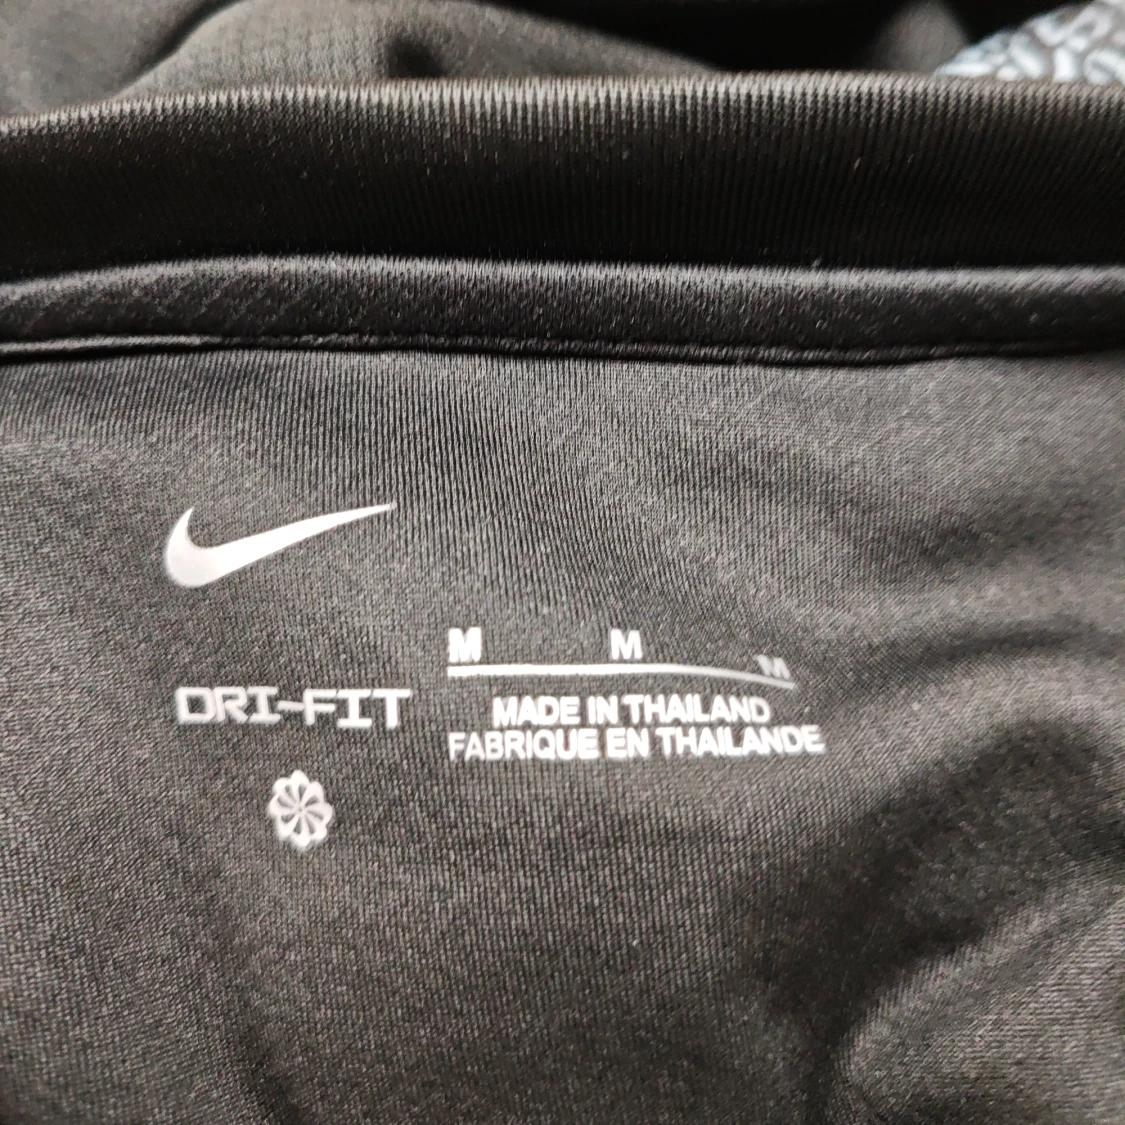 M M M
DRI-FIT
MADE IN THAILAND
FABRIQUE EN THAILANDE